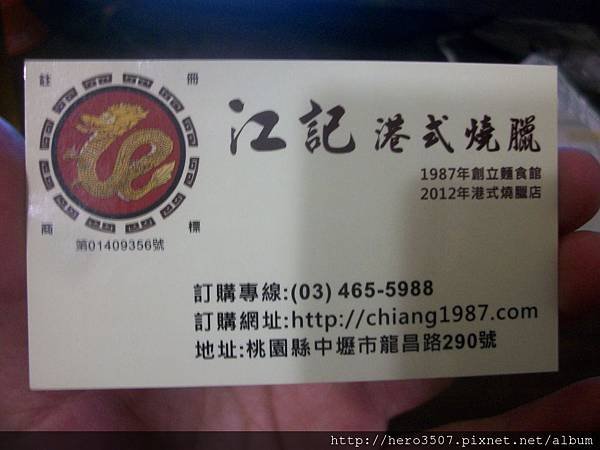 註 冊
商 標
第01409356號
江記 港式燒臘
1987年創立麵食館
2012年港式燒臘店
訂購專線:(03) 465-5988
訂購網址:http://chiang1987.com
地址:桃園縣中壢市龍昌路290號
http://hero3507.pixnet.net/album